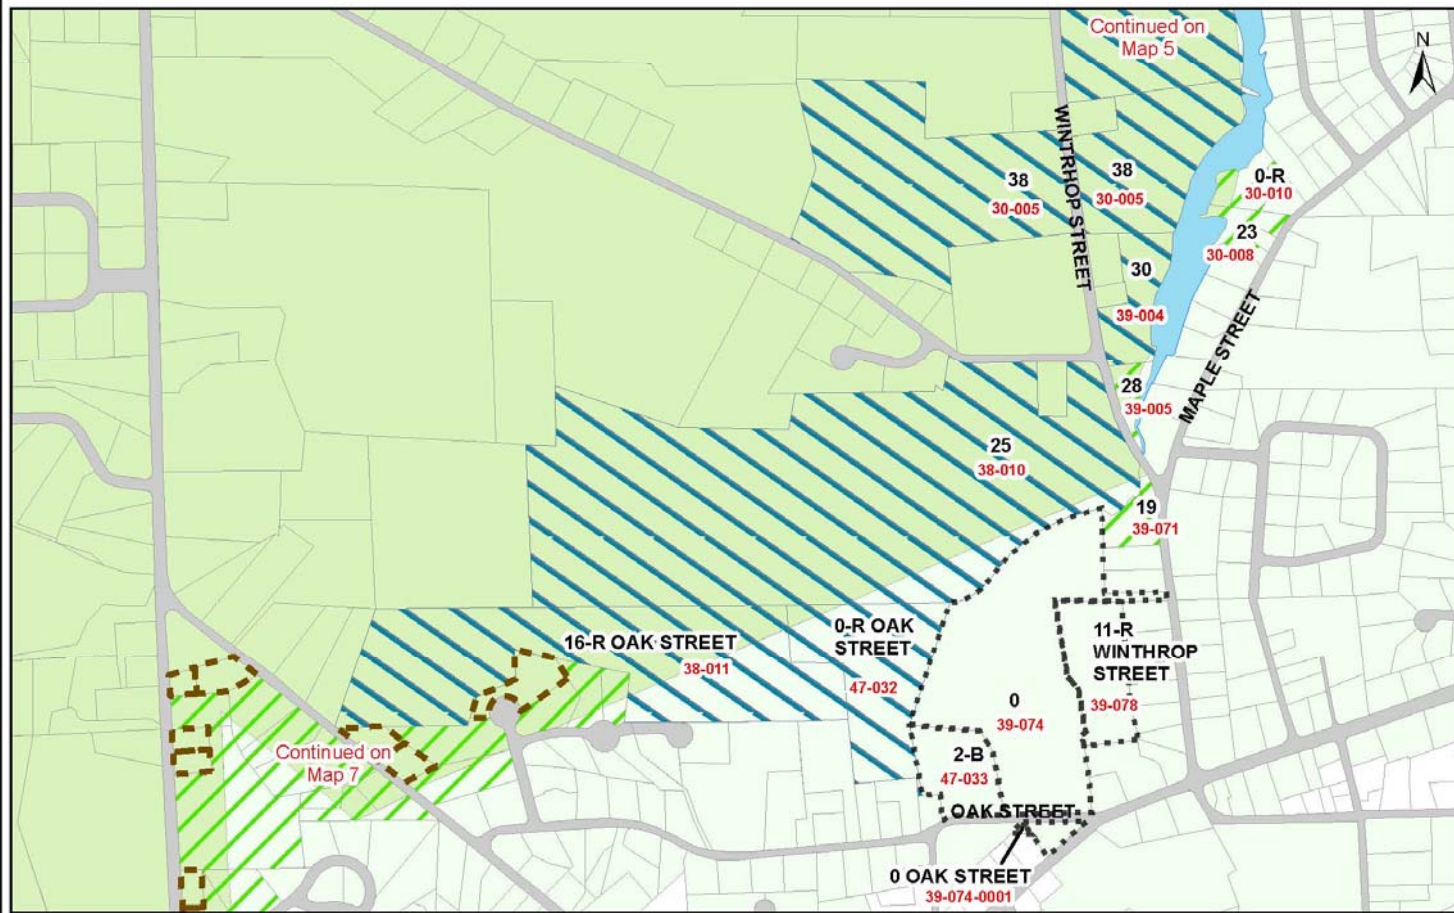 Continued on
Map 5
N
WINTRHOP STREET
38
30-005
38
30-005
0-R
30-010
23
30-008
30
39-004
MAPLE STREET
28
39-005
25
38-010
19
39-071
16-R OAK STREET
38-011
0-R OAK
STREET
47-032
11-R
WINTHROP
STREET
39-078
0
39-074
Continued on
Map 7
2-B
47-033
OAK STREET
0 OAK STREET
39-074-0001